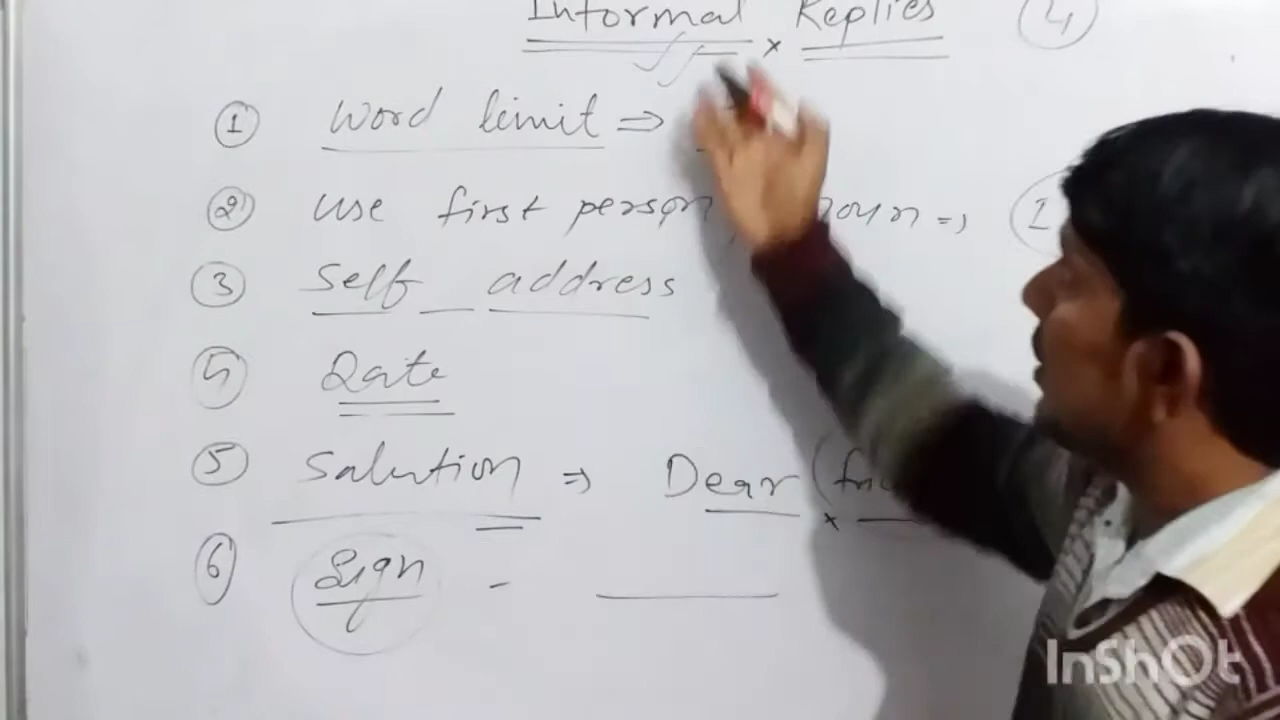 Informal Replies 4
1 Word limit ⇒
2 use first person noun ⇒ I
3 Self address
4 Date
5 Salution ⇒ Dear (
6 Sign -
InShOt